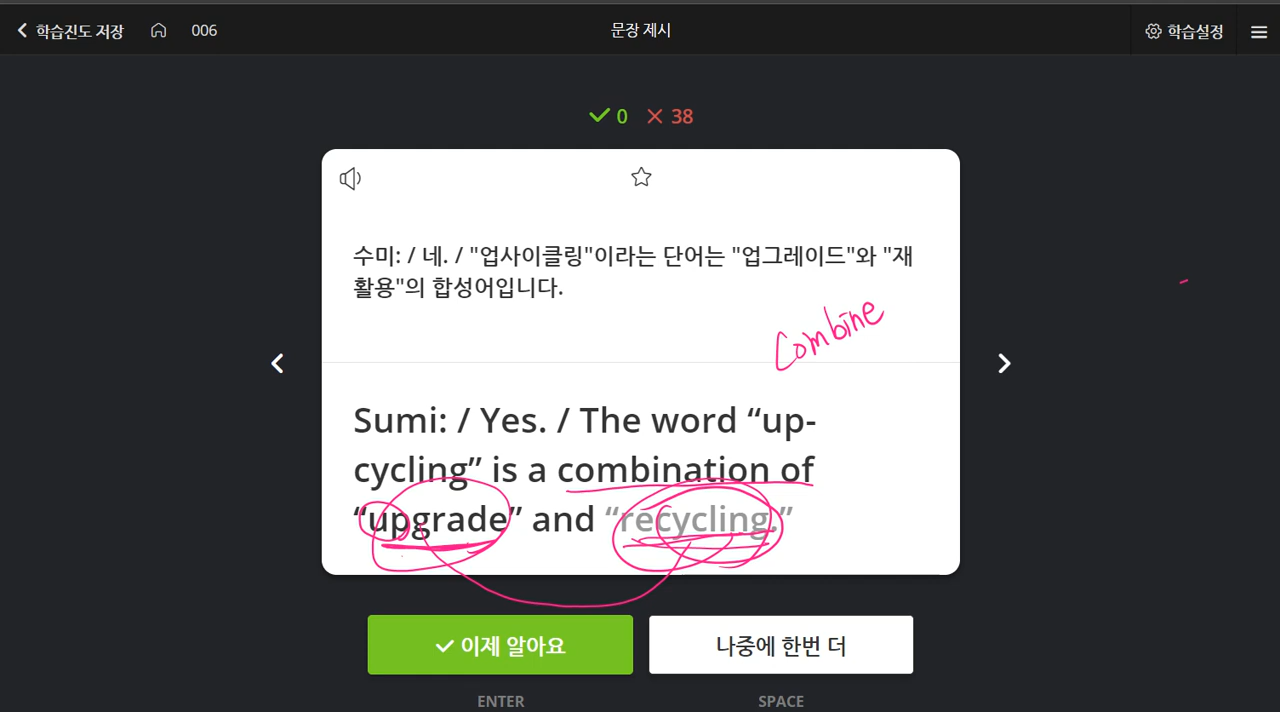 학습진도 저장 006 문장 제시 학습설정
0 38
수미: / 네. / "업사이클링"이라는 단어는 "업그레이드"와 "재
활용"의 합성어입니다.
Combine
Sumi: / Yes. / The word “up-
cycling” is a combination of
“upgrade” and “recycling.”
이제 알아요 나중에 한번 더
ENTER SPACE